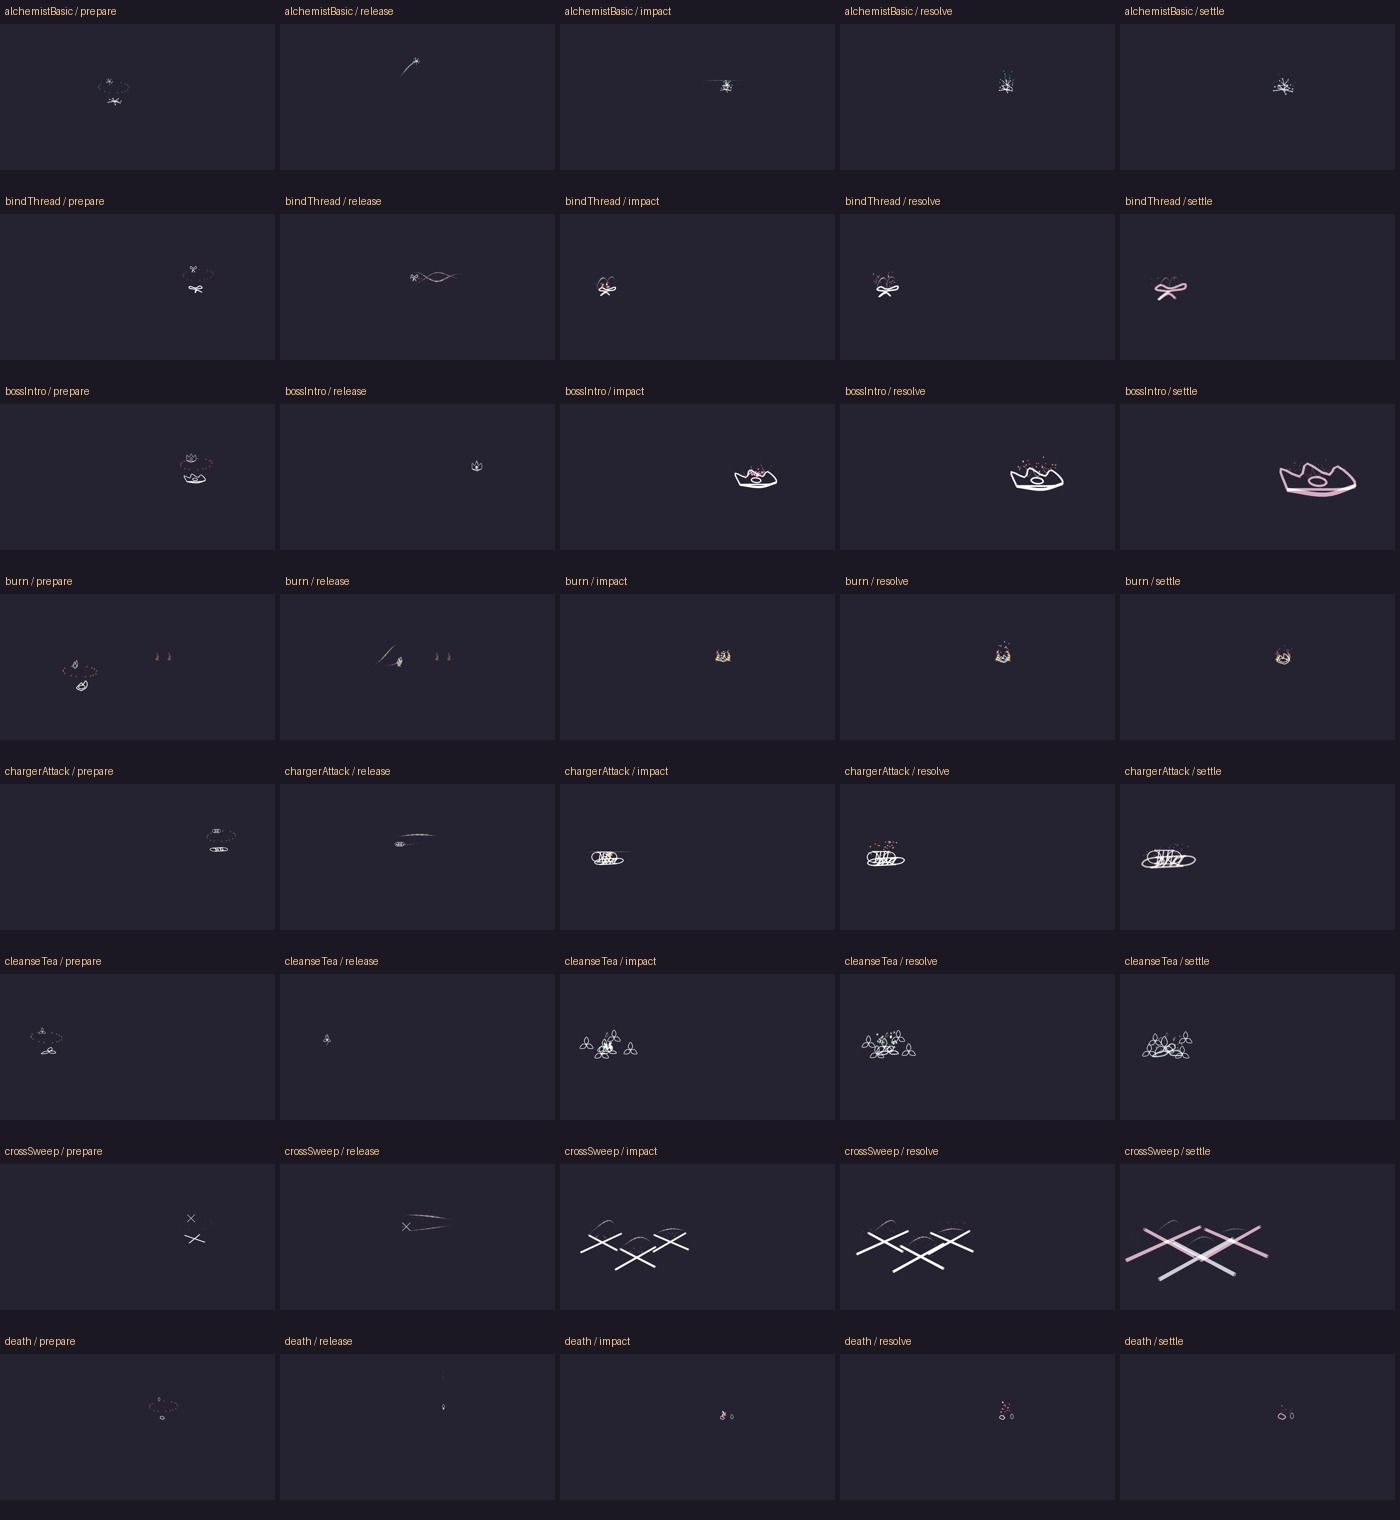 alchemistBasic / prepare
alchemistBasic / release
alchemistBasic / impact
alchemistBasic / resolve
alchemistBasic / settle
bindThread / prepare
bindThread / release
bindThread / impact
bindThread / resolve
bindThread / settle
bossIntro / prepare
bossIntro / release
bossIntro / impact
bossIntro / resolve
bossIntro / settle
burn / prepare
burn / release
burn / impact
burn / resolve
burn / settle
chargerAttack / prepare
chargerAttack / release
chargerAttack / impact
chargerAttack / resolve
chargerAttack / settle
cleanseTea / prepare
cleanseTea / release
cleanseTea / impact
cleanseTea / resolve
cleanseTea / settle
crossSweep / prepare
crossSweep / release
crossSweep / impact
crossSweep / resolve
crossSweep / settle
death / prepare
death / release
death / impact
death / resolve
death / settle